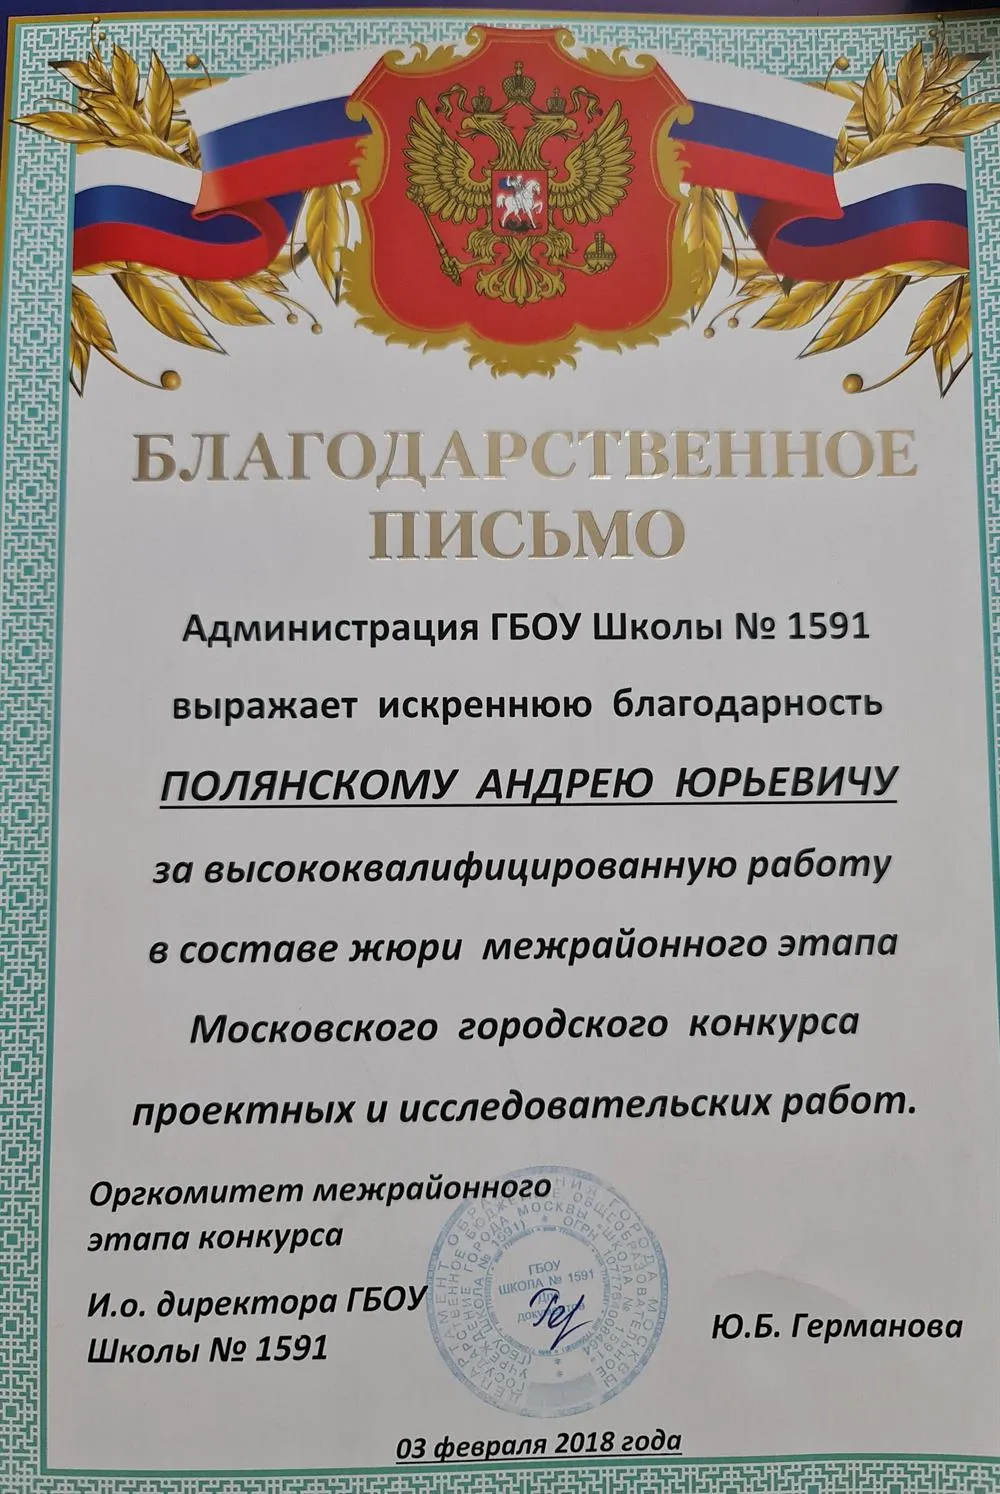 БЛАГОДАРСТВЕННОЕ
ПИСЬМО
Администрация ГБОУ Школы № 1591
выражает искреннюю благодарность
ПОЛЯНСКОМУ АНДРЕЮ ЮРЬЕВИЧУ
за высококвалифицированную работу
в составе жюри межрайонного этапа
Московского городского конкурса
проектных и исследовательских работ.
Оргкомитет межрайонного
этапа конкурса
И.о. директора ГБОУ
Школы № 1591
ГБОУ
ШКОЛА № 1591
Для
документов
Ю.Б. Германова
03 февраля 2018 года